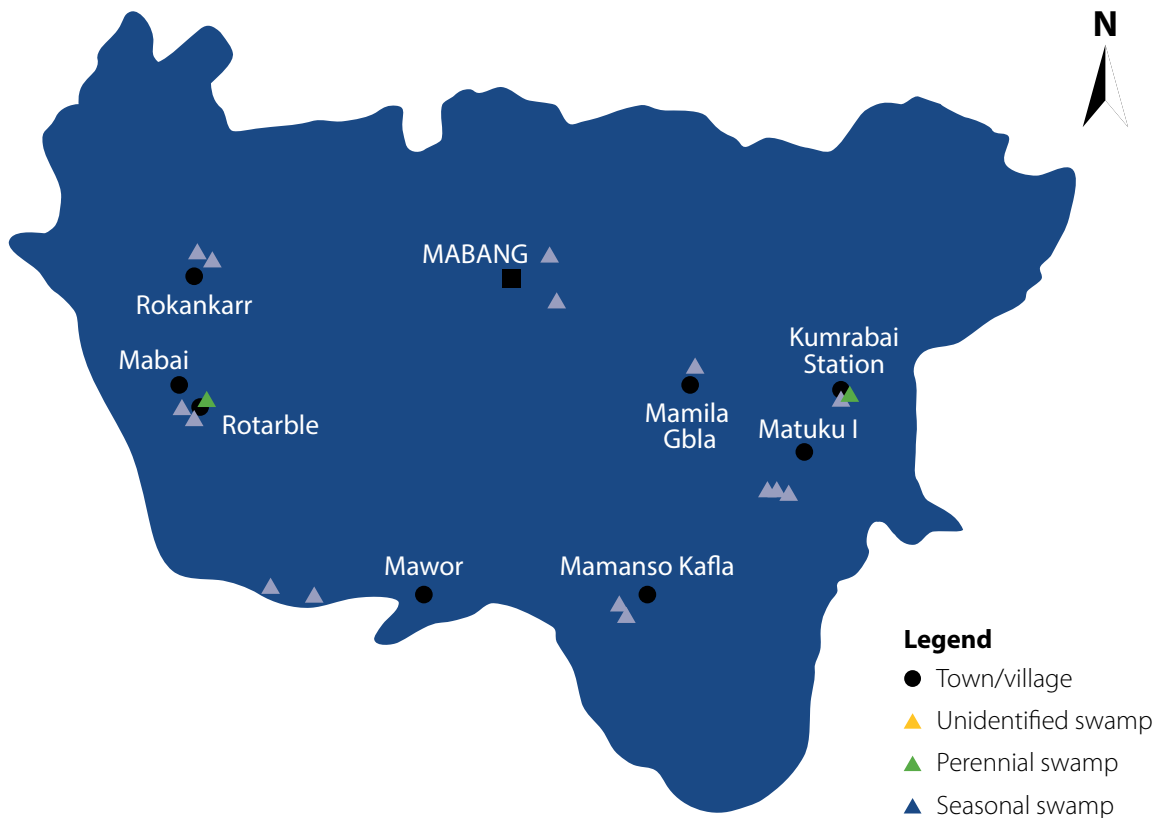 N
MABANG
Rokankarr
Kumrabai
Station
Mabai
Mamila
Gbla
Rotarble
Matuku I
Mawor
Mamanso Kafla
Legend
Town/village
Unidentified swamp
Perennial swamp
Seasonal swamp